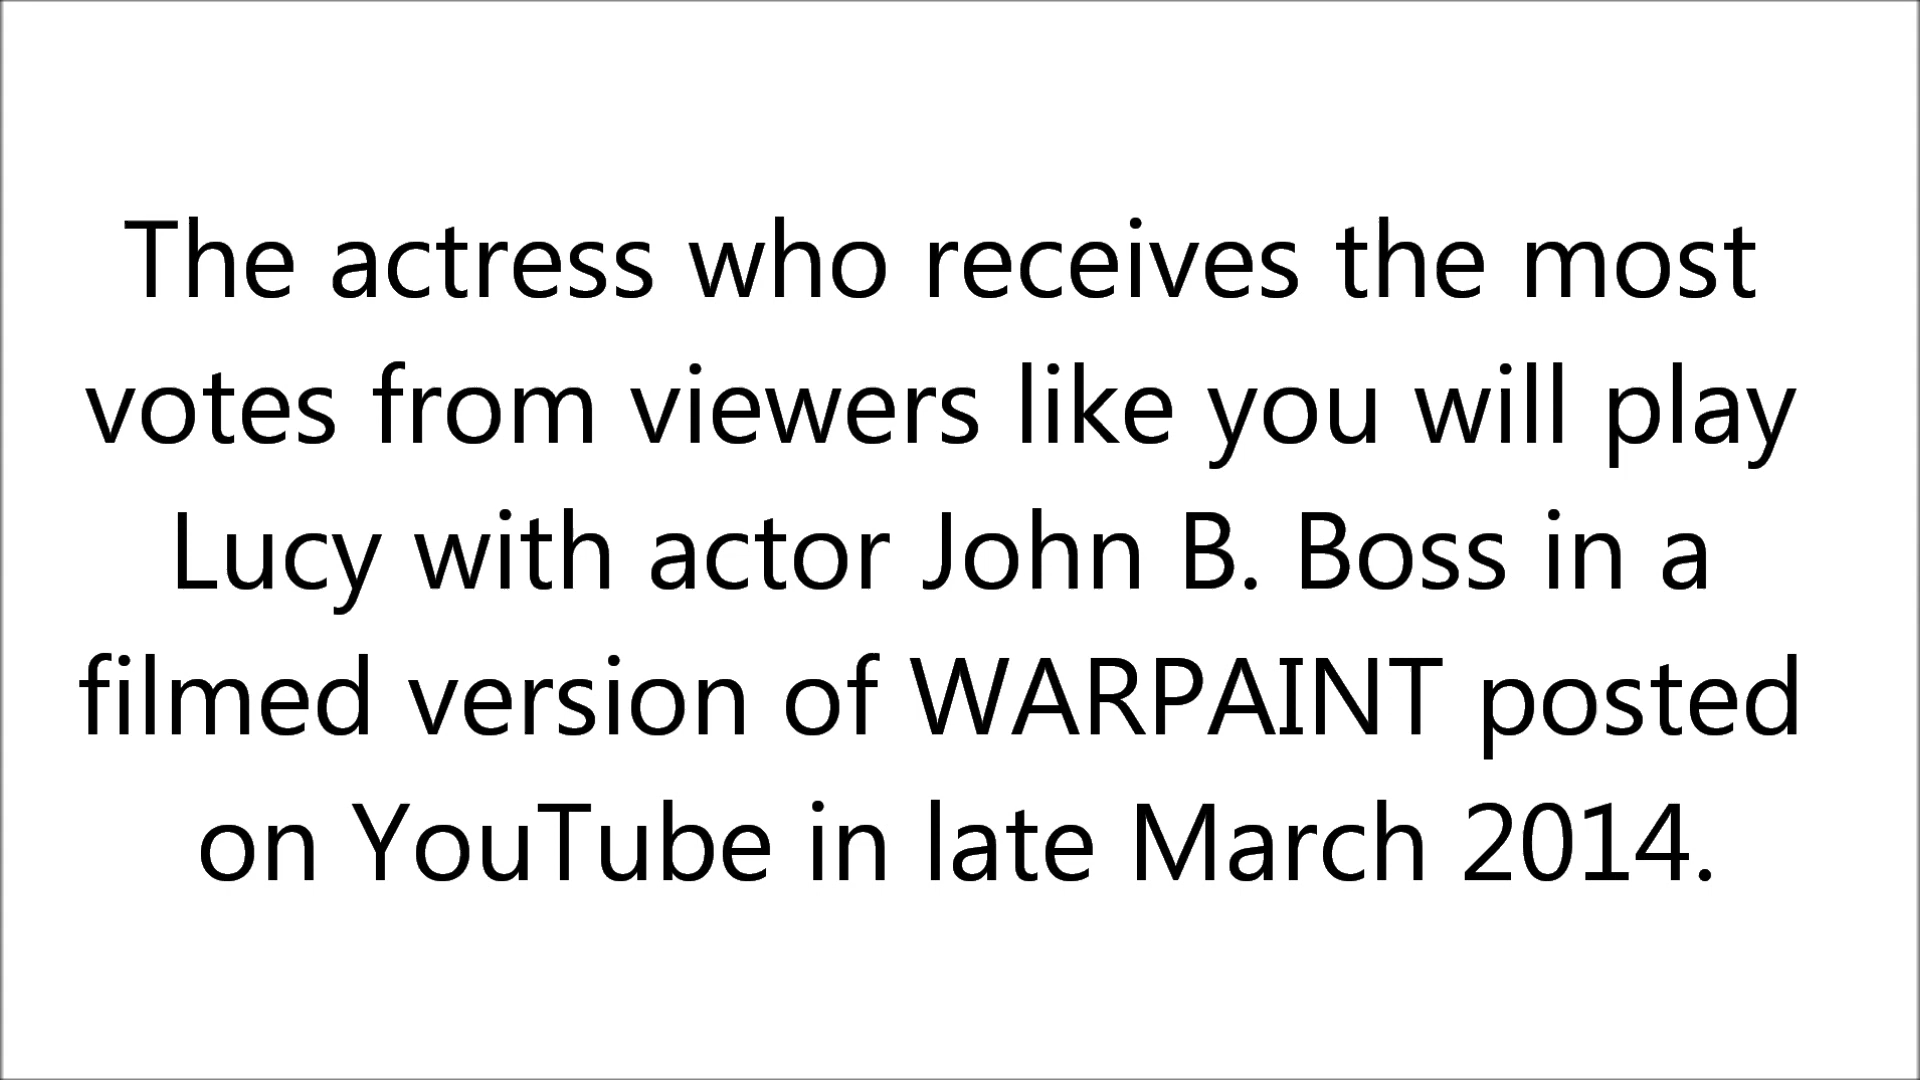 The actress who receives the most
votes from viewers like you will play
Lucy with actor John B. Boss in a
filmed version of WARPAINT posted
on YouTube in late March 2014.